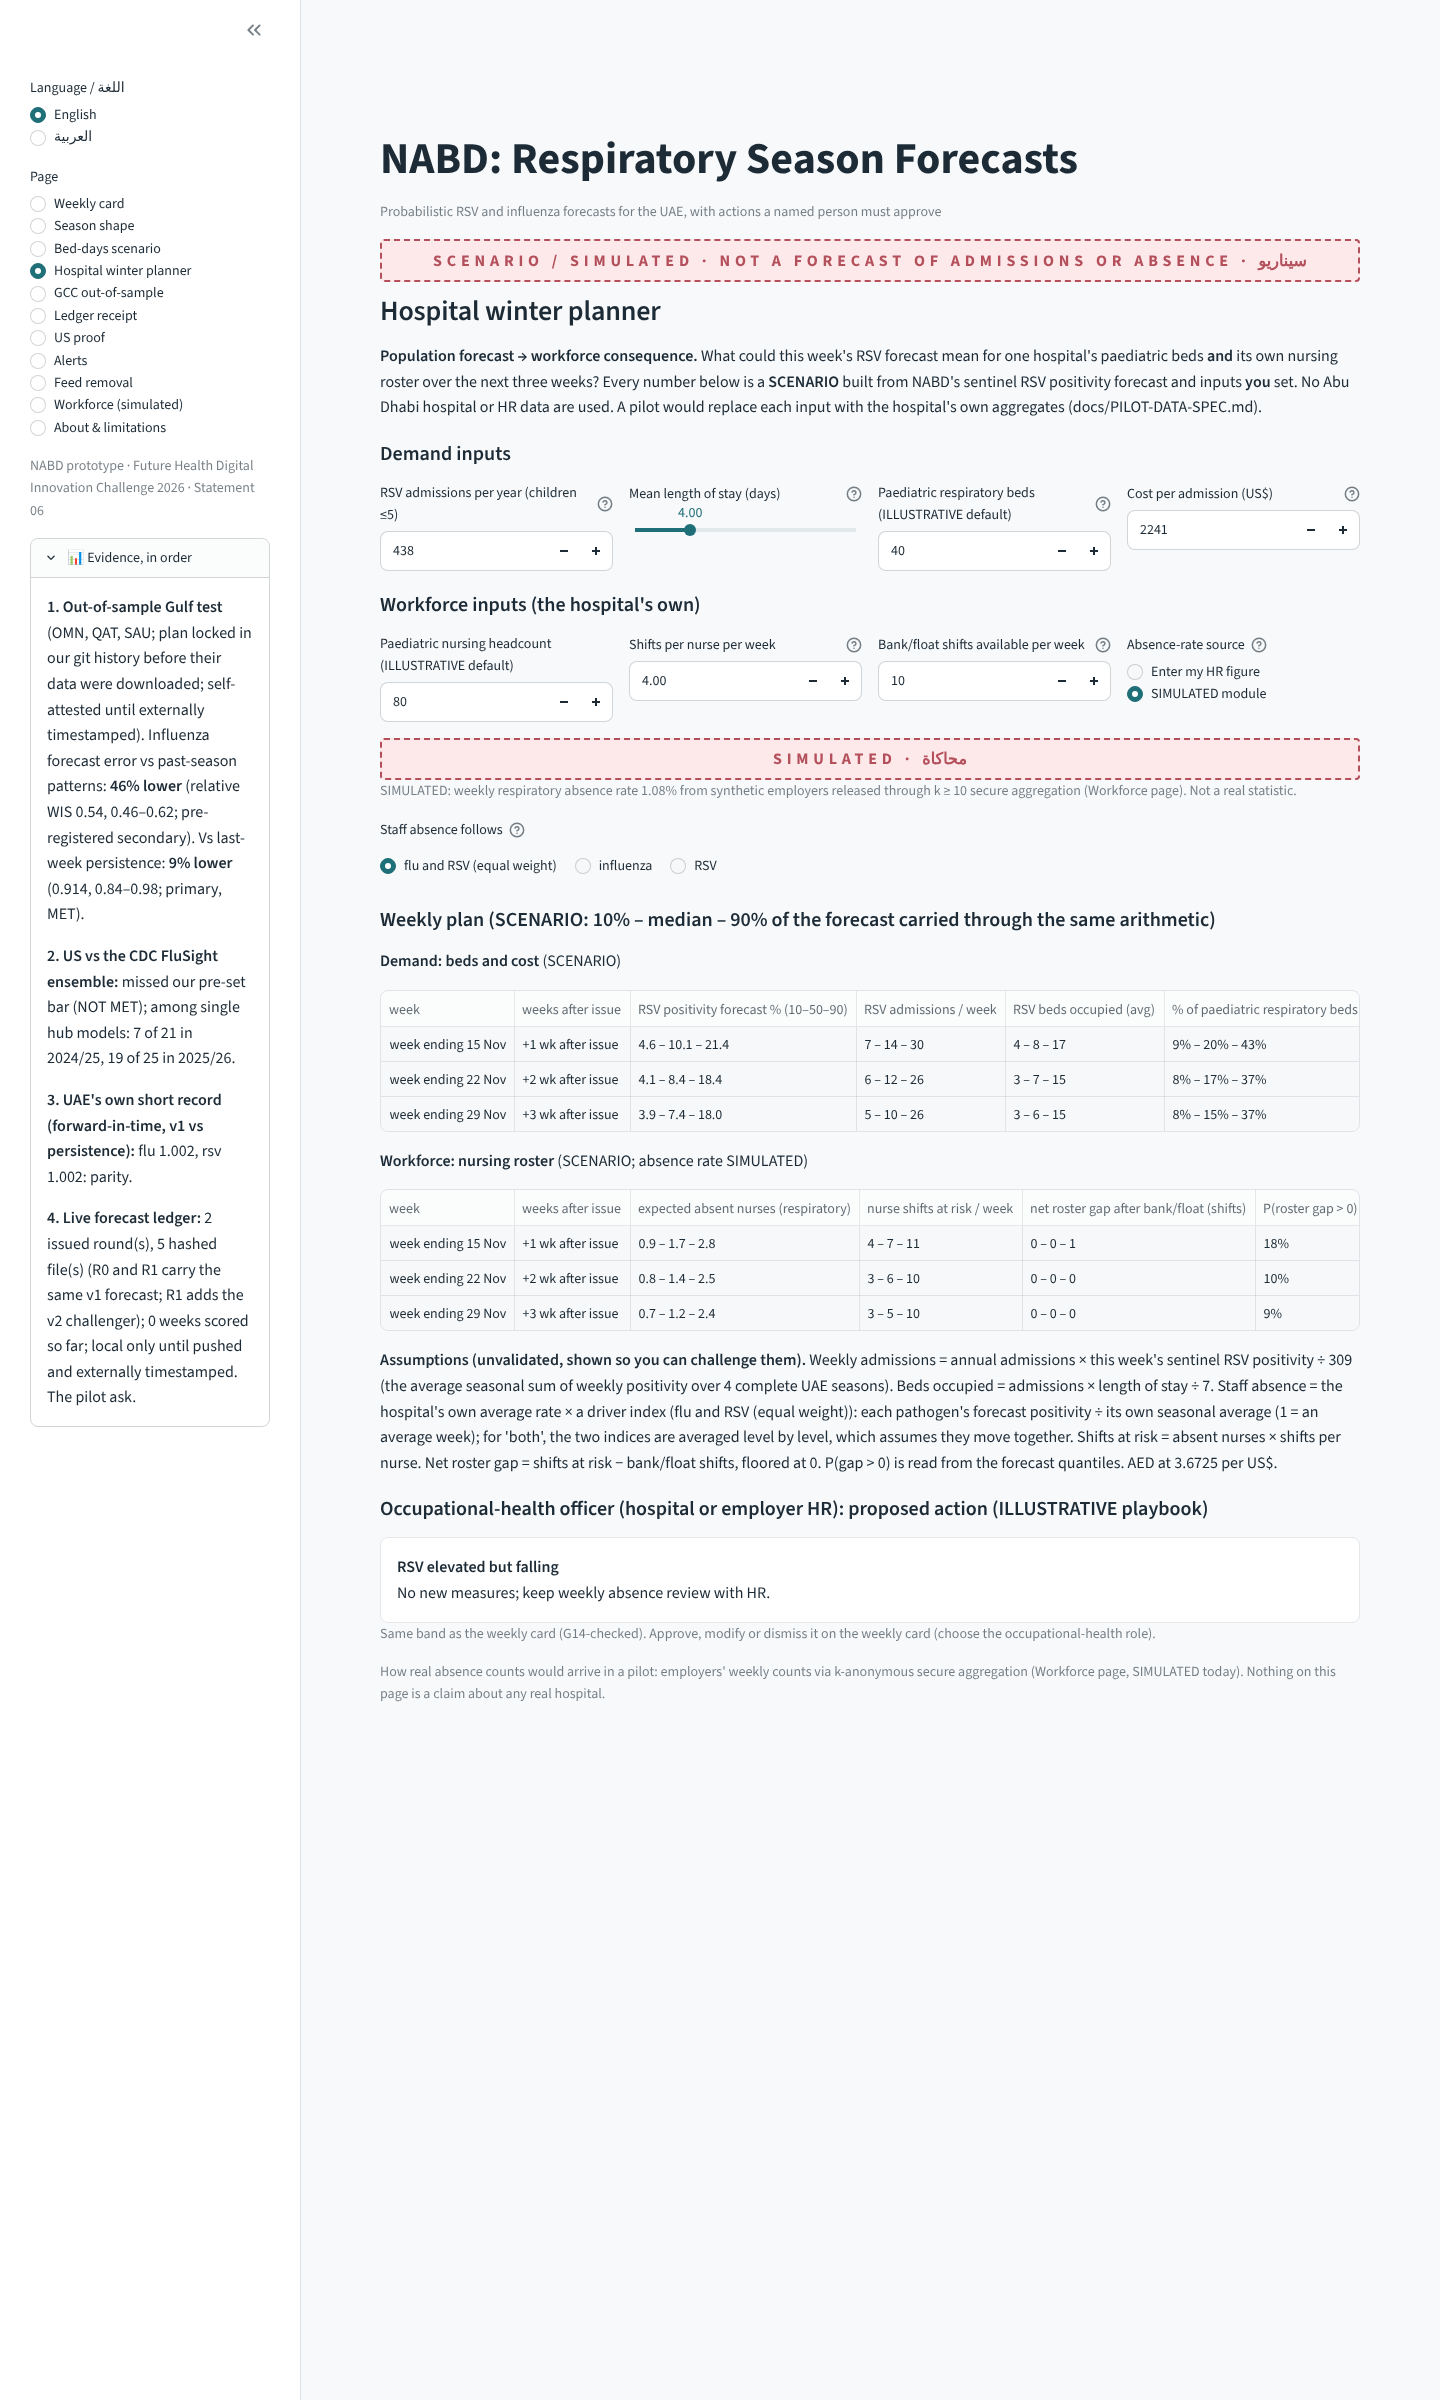 Language / اللغة
English
العربية
Page
Weekly card
Season shape
Bed-days scenario
Hospital winter planner
GCC out-of-sample
Ledger receipt
US proof
Alerts
Feed removal
Workforce (simulated)
About & limitations
NABD prototype · Future Health Digital
Innovation Challenge 2026 · Statement
06
📊 Evidence, in order
1. Out-of-sample Gulf test
(OMN, QAT, SAU; plan locked in
our git history before their
data were downloaded; self-
attested until externally
timestamped). Influenza
forecast error vs past-season
patterns: 46% lower (relative
WIS 0.54, 0.46–0.62; pre-
registered secondary). Vs last-
week persistence: 9% lower
(0.914, 0.84–0.98; primary,
MET).
2. US vs the CDC FluSight
ensemble: missed our pre-set
bar (NOT MET); among single
hub models: 7 of 21 in
2024/25, 19 of 25 in 2025/26.
3. UAE's own short record
(forward-in-time, v1 vs
persistence): flu 1.002, rsv
1.002: parity.
4. Live forecast ledger: 2
issued round(s), 5 hashed
file(s) (R0 and R1 carry the
same v1 forecast; R1 adds the
v2 challenger); 0 weeks scored
so far; local only until pushed
and externally timestamped.
The pilot ask.
NABD: Respiratory Season Forecasts
Probabilistic RSV and influenza forecasts for the UAE, with actions a named person must approve
SCENARIO / SIMULATED · NOT A FORECAST OF ADMISSIONS OR ABSENCE · سيناريو
Hospital winter planner
Population forecast → workforce consequence. What could this week's RSV forecast mean for one hospital's paediatric beds and its own nursing
roster over the next three weeks? Every number below is a SCENARIO built from NABD's sentinel RSV positivity forecast and inputs you set. No Abu
Dhabi hospital or HR data are used. A pilot would replace each input with the hospital's own aggregates (docs/PILOT-DATA-SPEC.md).
Demand inputs
RSV admissions per year (children
≤5)
438
Mean length of stay (days)
4.00
Paediatric respiratory beds
(ILLUSTRATIVE default)
40
Cost per admission (US$)
2241
Workforce inputs (the hospital's own)
Paediatric nursing headcount
(ILLUSTRATIVE default)
80
Shifts per nurse per week
4.00
Bank/float shifts available per week
10
Absence-rate source
Enter my HR figure
SIMULATED module
SIMULATED · محاكاة
SIMULATED: weekly respiratory absence rate 1.08% from synthetic employers released through k ≥ 10 secure aggregation (Workforce page). Not a real statistic.
Staff absence follows
flu and RSV (equal weight) influenza RSV
Weekly plan (SCENARIO: 10% – median – 90% of the forecast carried through the same arithmetic)
Demand: beds and cost (SCENARIO)
week weeks after issue RSV positivity forecast % (10–50–90) RSV admissions / week RSV beds occupied (avg) % of paediatric respiratory beds
week ending 15 Nov +1 wk after issue 4.6 – 10.1 – 21.4 7 – 14 – 30 4 – 8 – 17 9% – 20% – 43%
week ending 22 Nov +2 wk after issue 4.1 – 8.4 – 18.4 6 – 12 – 26 3 – 7 – 15 8% – 17% – 37%
week ending 29 Nov +3 wk after issue 3.9 – 7.4 – 18.0 5 – 10 – 26 3 – 6 – 15 8% – 15% – 37%
Workforce: nursing roster (SCENARIO; absence rate SIMULATED)
week weeks after issue expected absent nurses (respiratory) nurse shifts at risk / week net roster gap after bank/float (shifts) P(roster gap > 0)
week ending 15 Nov +1 wk after issue 0.9 – 1.7 – 2.8 4 – 7 – 11 0 – 0 – 1 18%
week ending 22 Nov +2 wk after issue 0.8 – 1.4 – 2.5 3 – 6 – 10 0 – 0 – 0 10%
week ending 29 Nov +3 wk after issue 0.7 – 1.2 – 2.4 3 – 5 – 10 0 – 0 – 0 9%
Assumptions (unvalidated, shown so you can challenge them). Weekly admissions = annual admissions × this week's sentinel RSV positivity ÷ 309
(the average seasonal sum of weekly positivity over 4 complete UAE seasons). Beds occupied = admissions × length of stay ÷ 7. Staff absence = the
hospital's own average rate × a driver index (flu and RSV (equal weight)): each pathogen's forecast positivity ÷ its own seasonal average (1 = an
average week); for 'both', the two indices are averaged level by level, which assumes they move together. Shifts at risk = absent nurses × shifts per
nurse. Net roster gap = shifts at risk − bank/float shifts, floored at 0. P(gap > 0) is read from the forecast quantiles. AED at 3.6725 per US$.
Occupational-health officer (hospital or employer HR): proposed action (ILLUSTRATIVE playbook)
RSV elevated but falling
No new measures; keep weekly absence review with HR.
Same band as the weekly card (G14-checked). Approve, modify or dismiss it on the weekly card (choose the occupational-health role).
How real absence counts would arrive in a pilot: employers' weekly counts via k-anonymous secure aggregation (Workforce page, SIMULATED today). Nothing on this
page is a claim about any real hospital.